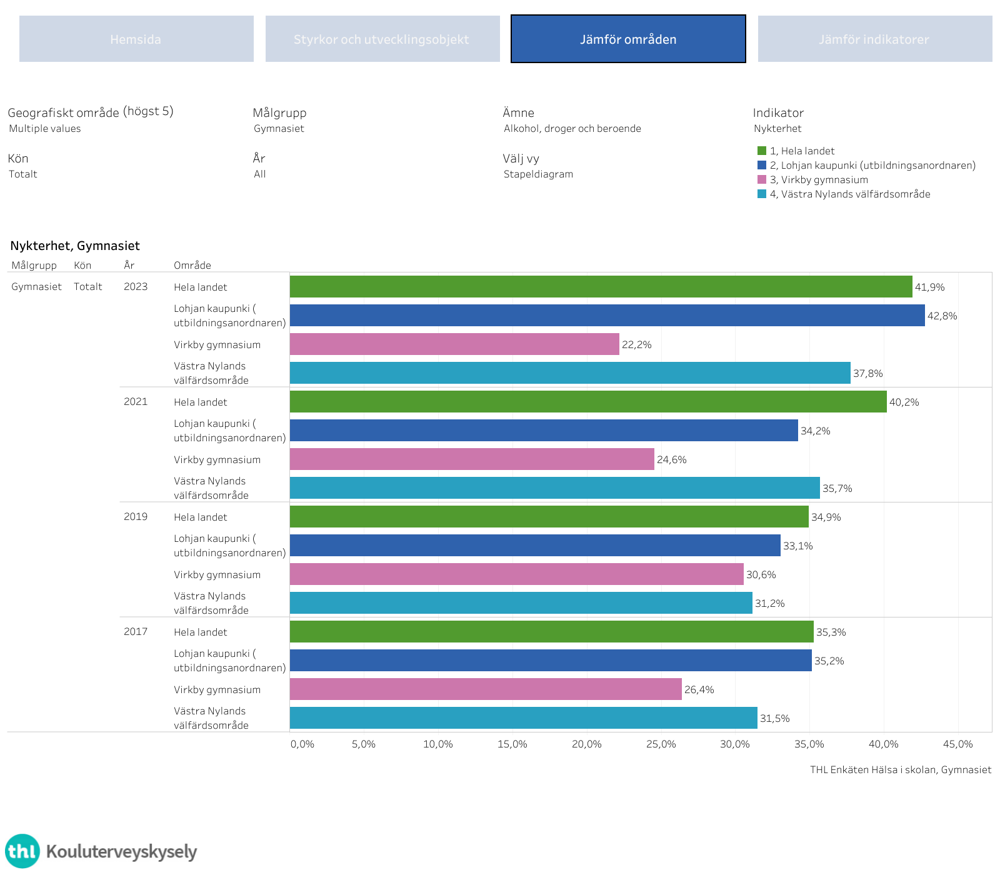 Hemsida
Styrkor och utvecklingsobjekt
Jämför områden
Jämför indikatorer
Geografiskt område (högst 5)
Multiple values
Målgrupp
Gymnasiet
Ämne
Alkohol, droger och beroende
Indikator
Nykterhet
Kön
Totalt
År
All
Välj vy
Stapeldiagram
1, Hela landet
2, Lohjan kaupunki (utbildningsanordnaren)
3, Virkby gymnasium
4, Västra Nylands välfärdsområde
Nykterhet, Gymnasiet
Målgrupp Kön År Område
Gymnasiet Totalt 2023 Hela landet 41,9%
Lohjan kaupunki (
utbildningsanordnaren) 42,8%
Virkby gymnasium 22,2%
Västra Nylands
välfärdsområde 37,8%
2021 Hela landet 40,2%
Lohjan kaupunki (
utbildningsanordnaren) 34,2%
Virkby gymnasium 24,6%
Västra Nylands
välfärdsområde 35,7%
2019 Hela landet 34,9%
Lohjan kaupunki (
utbildningsanordnaren) 33,1%
Virkby gymnasium 30,6%
Västra Nylands
välfärdsområde 31,2%
2017 Hela landet 35,3%
Lohjan kaupunki (
utbildningsanordnaren) 35,2%
Virkby gymnasium 26,4%
Västra Nylands
välfärdsområde 31,5%
0,0% 5,0% 10,0% 15,0% 20,0% 25,0% 30,0% 35,0% 40,0% 45,0%
THL Enkäten Hälsa i skolan, Gymnasiet
thl Kouluterveyskysely